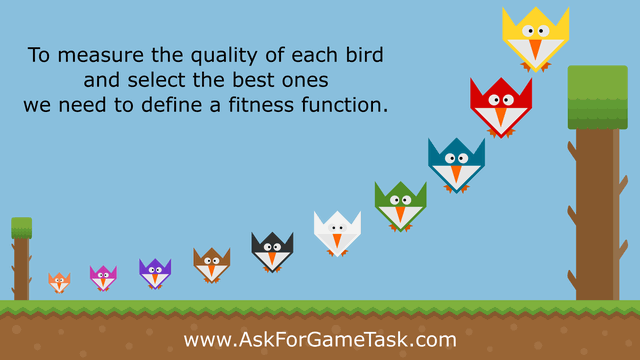 To measure the quality of each bird
and select the best ones
we need to define a fitness function.
www.AskForGameTask.com